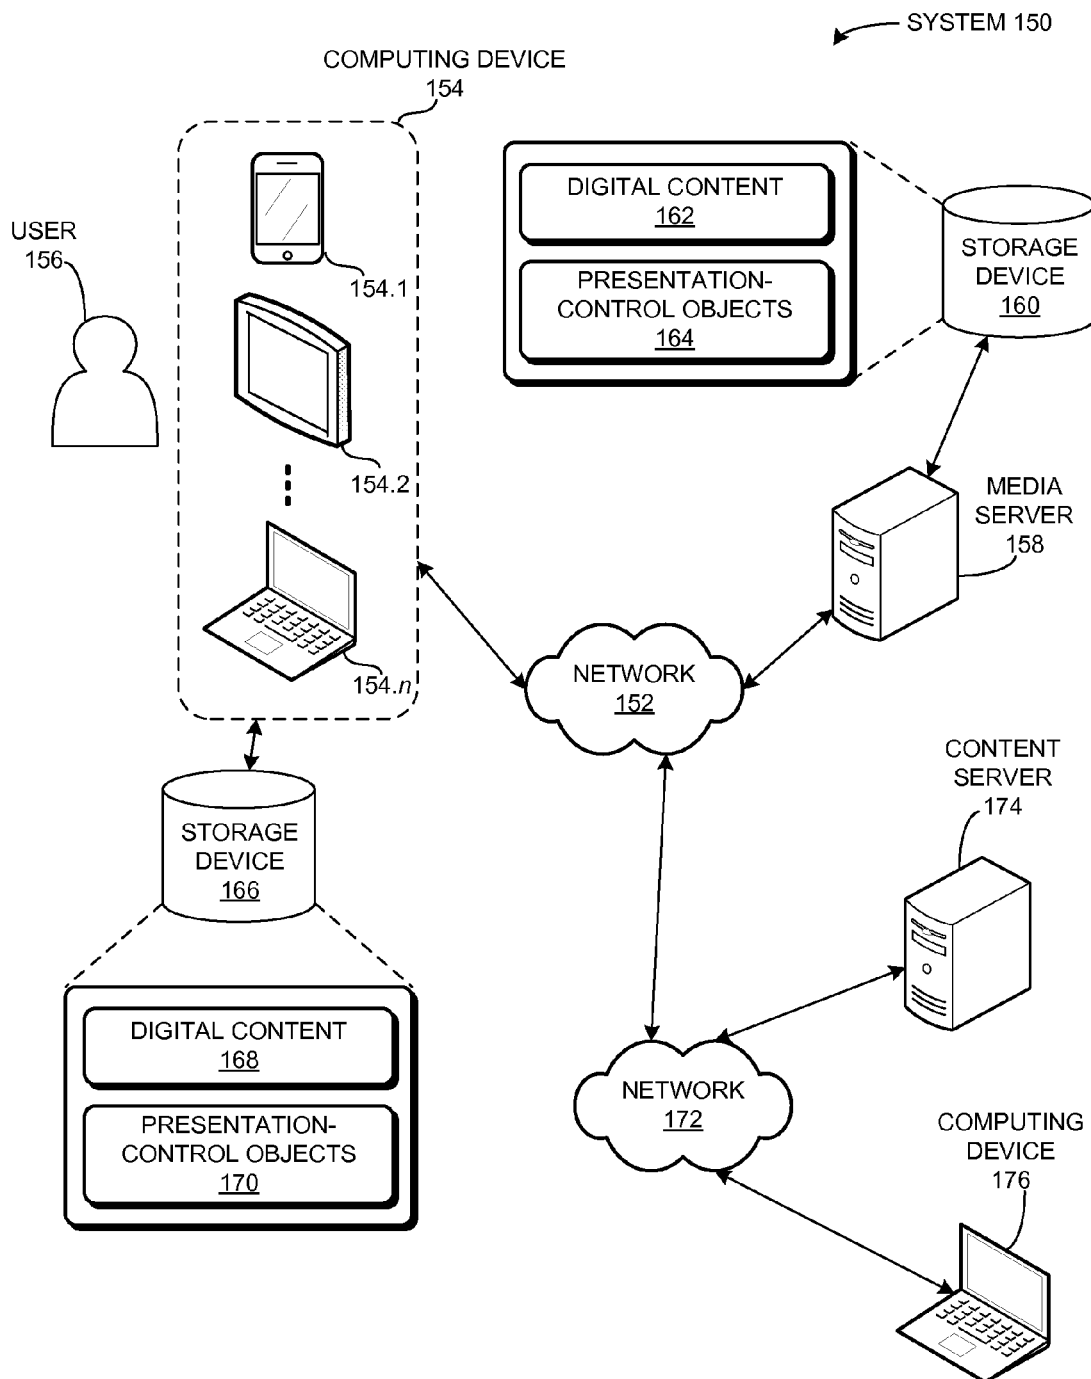 SYSTEM 150
COMPUTING DEVICE
154
USER
156
154.1
154.2
154.n
DIGITAL CONTENT
162
PRESENTATION-
CONTROL OBJECTS
164
STORAGE
DEVICE
160
MEDIA
SERVER
158
NETWORK
152
STORAGE
DEVICE
166
DIGITAL CONTENT
168
PRESENTATION-
CONTROL OBJECTS
170
CONTENT
SERVER
174
NETWORK
172
COMPUTING
DEVICE
176